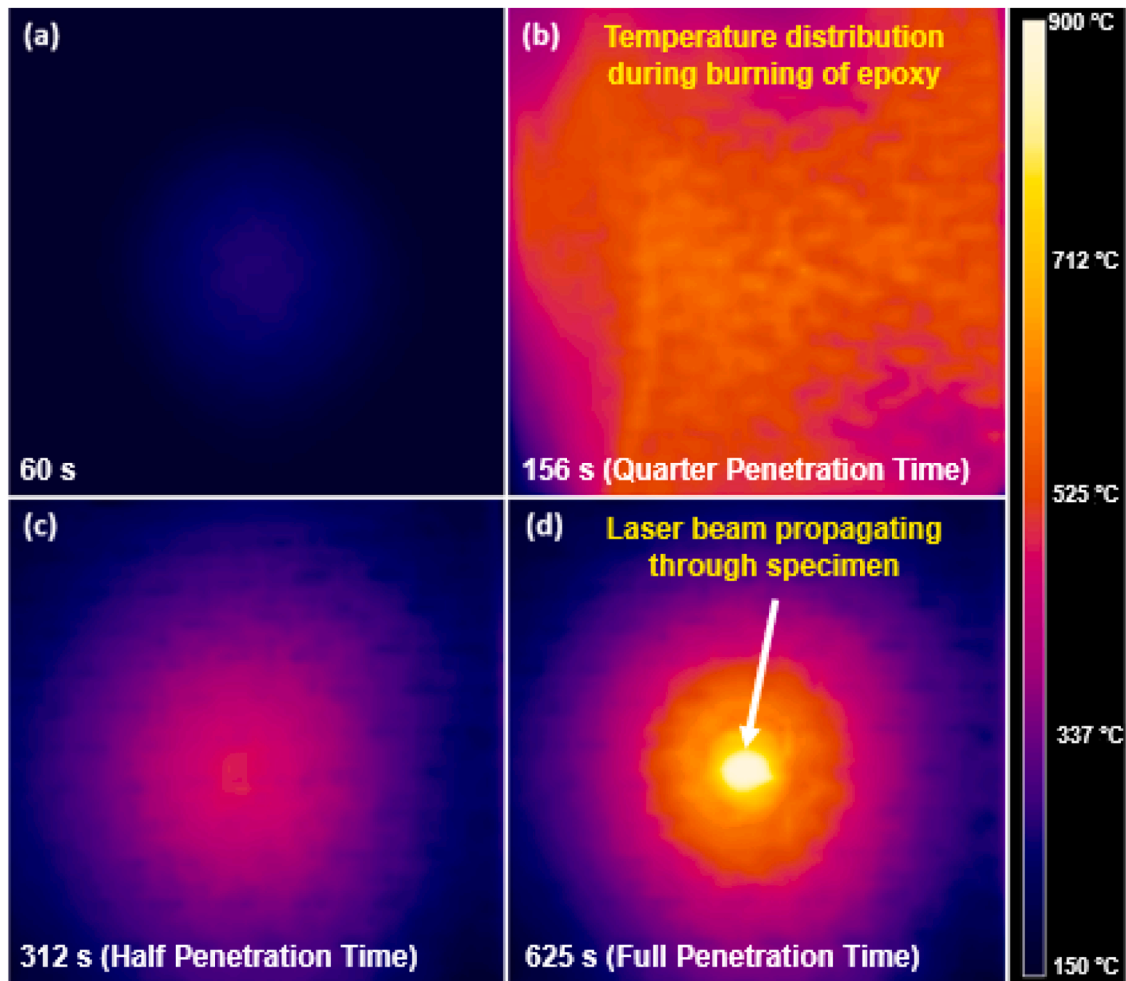 (a)
60 s
(b)
Temperature distribution
during burning of epoxy
156 s (Quarter Penetration Time)
(c)
312 s (Half Penetration Time)
(d)
Laser beam propagating
through specimen
625 s (Full Penetration Time)
900 °C
712 °C
525 °C
337 °C
150 °C